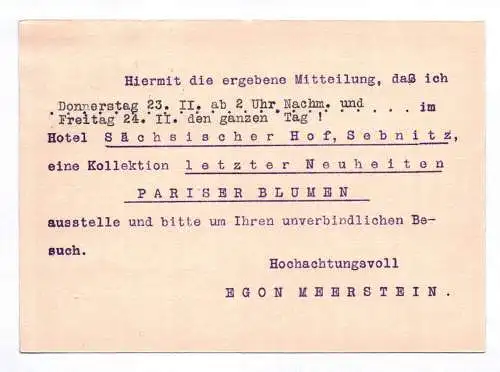 Hiermit die ergebene Mitteilung, daß ich
Donnerstag 23. II. ab 2 Uhr Nachm. und
Freitag 24. II. den ganzen Tag ! . . . . im
Hotel Sächsischer Hof, Sebnitz,
eine Kollektion letzter Neuheiten
PARISER BLUMEN
ausstelle und bitte um Ihren unverbindlichen Be-
such.
Hochachtungsvoll
EGON MEERSTEIN.